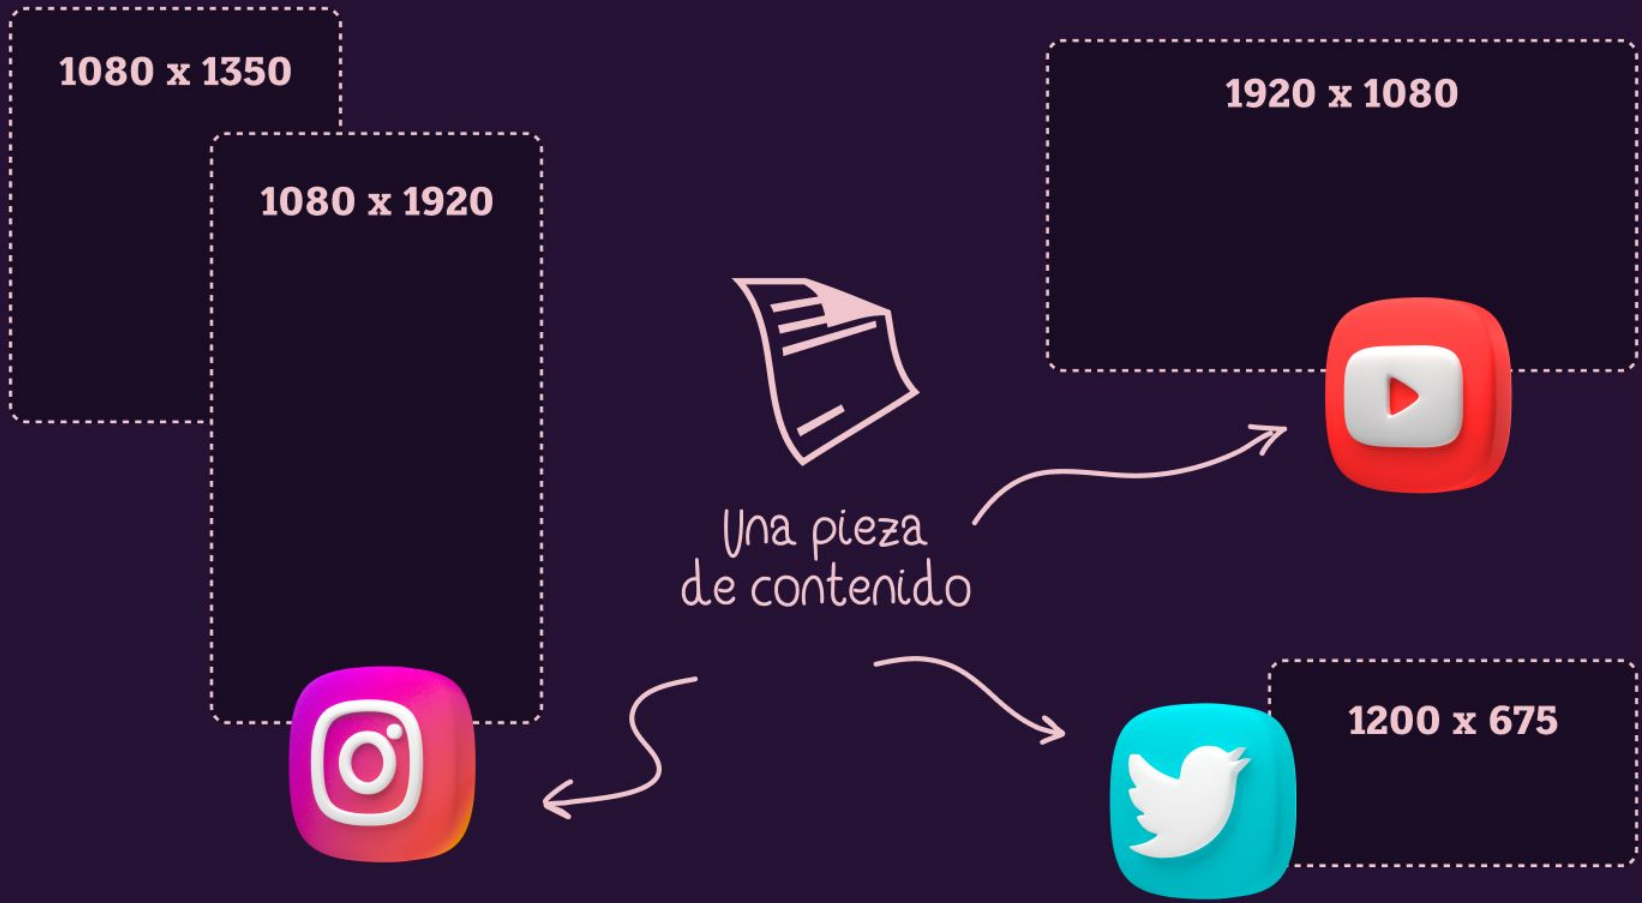 1080 x 1350
1080 x 1920
1920 x 1080
Una pieza
de contenido
1200 x 675